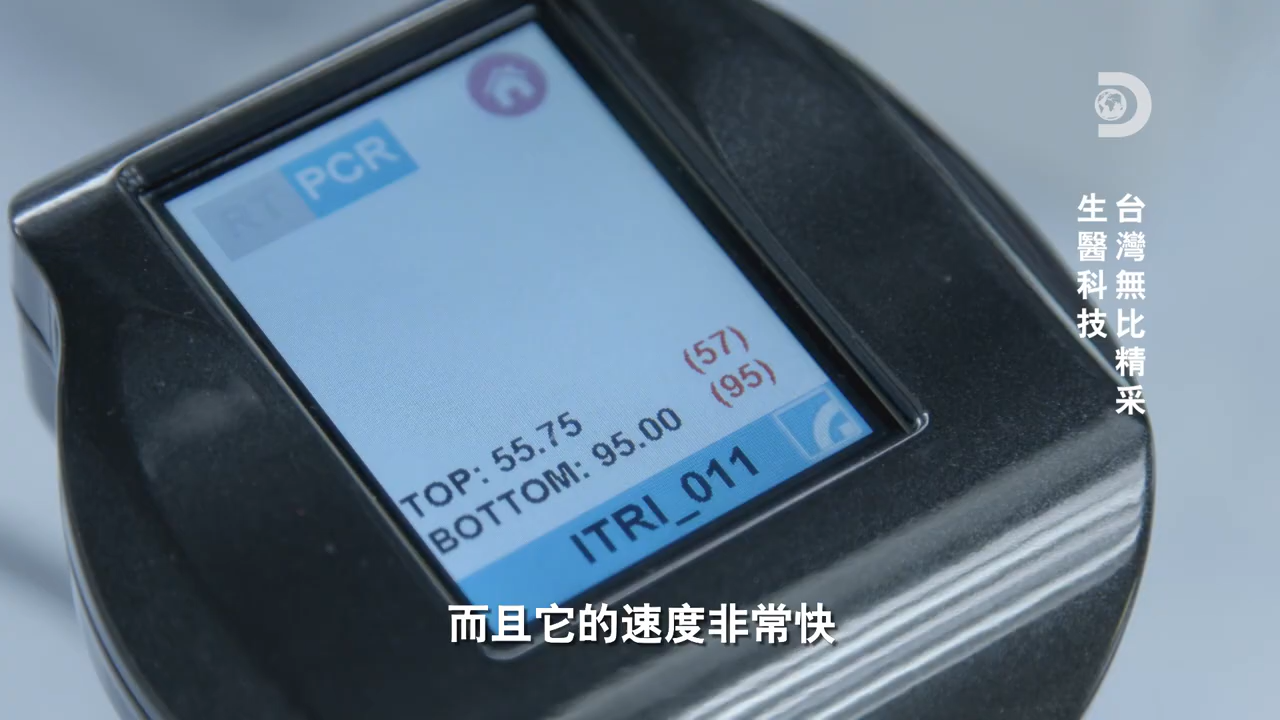 PCR
RT
(57)
(95)
TOP: 55.75
BOTTOM: 95.00
ITRI_011
台灣無比精采
生醫科技
而且它的速度非常快